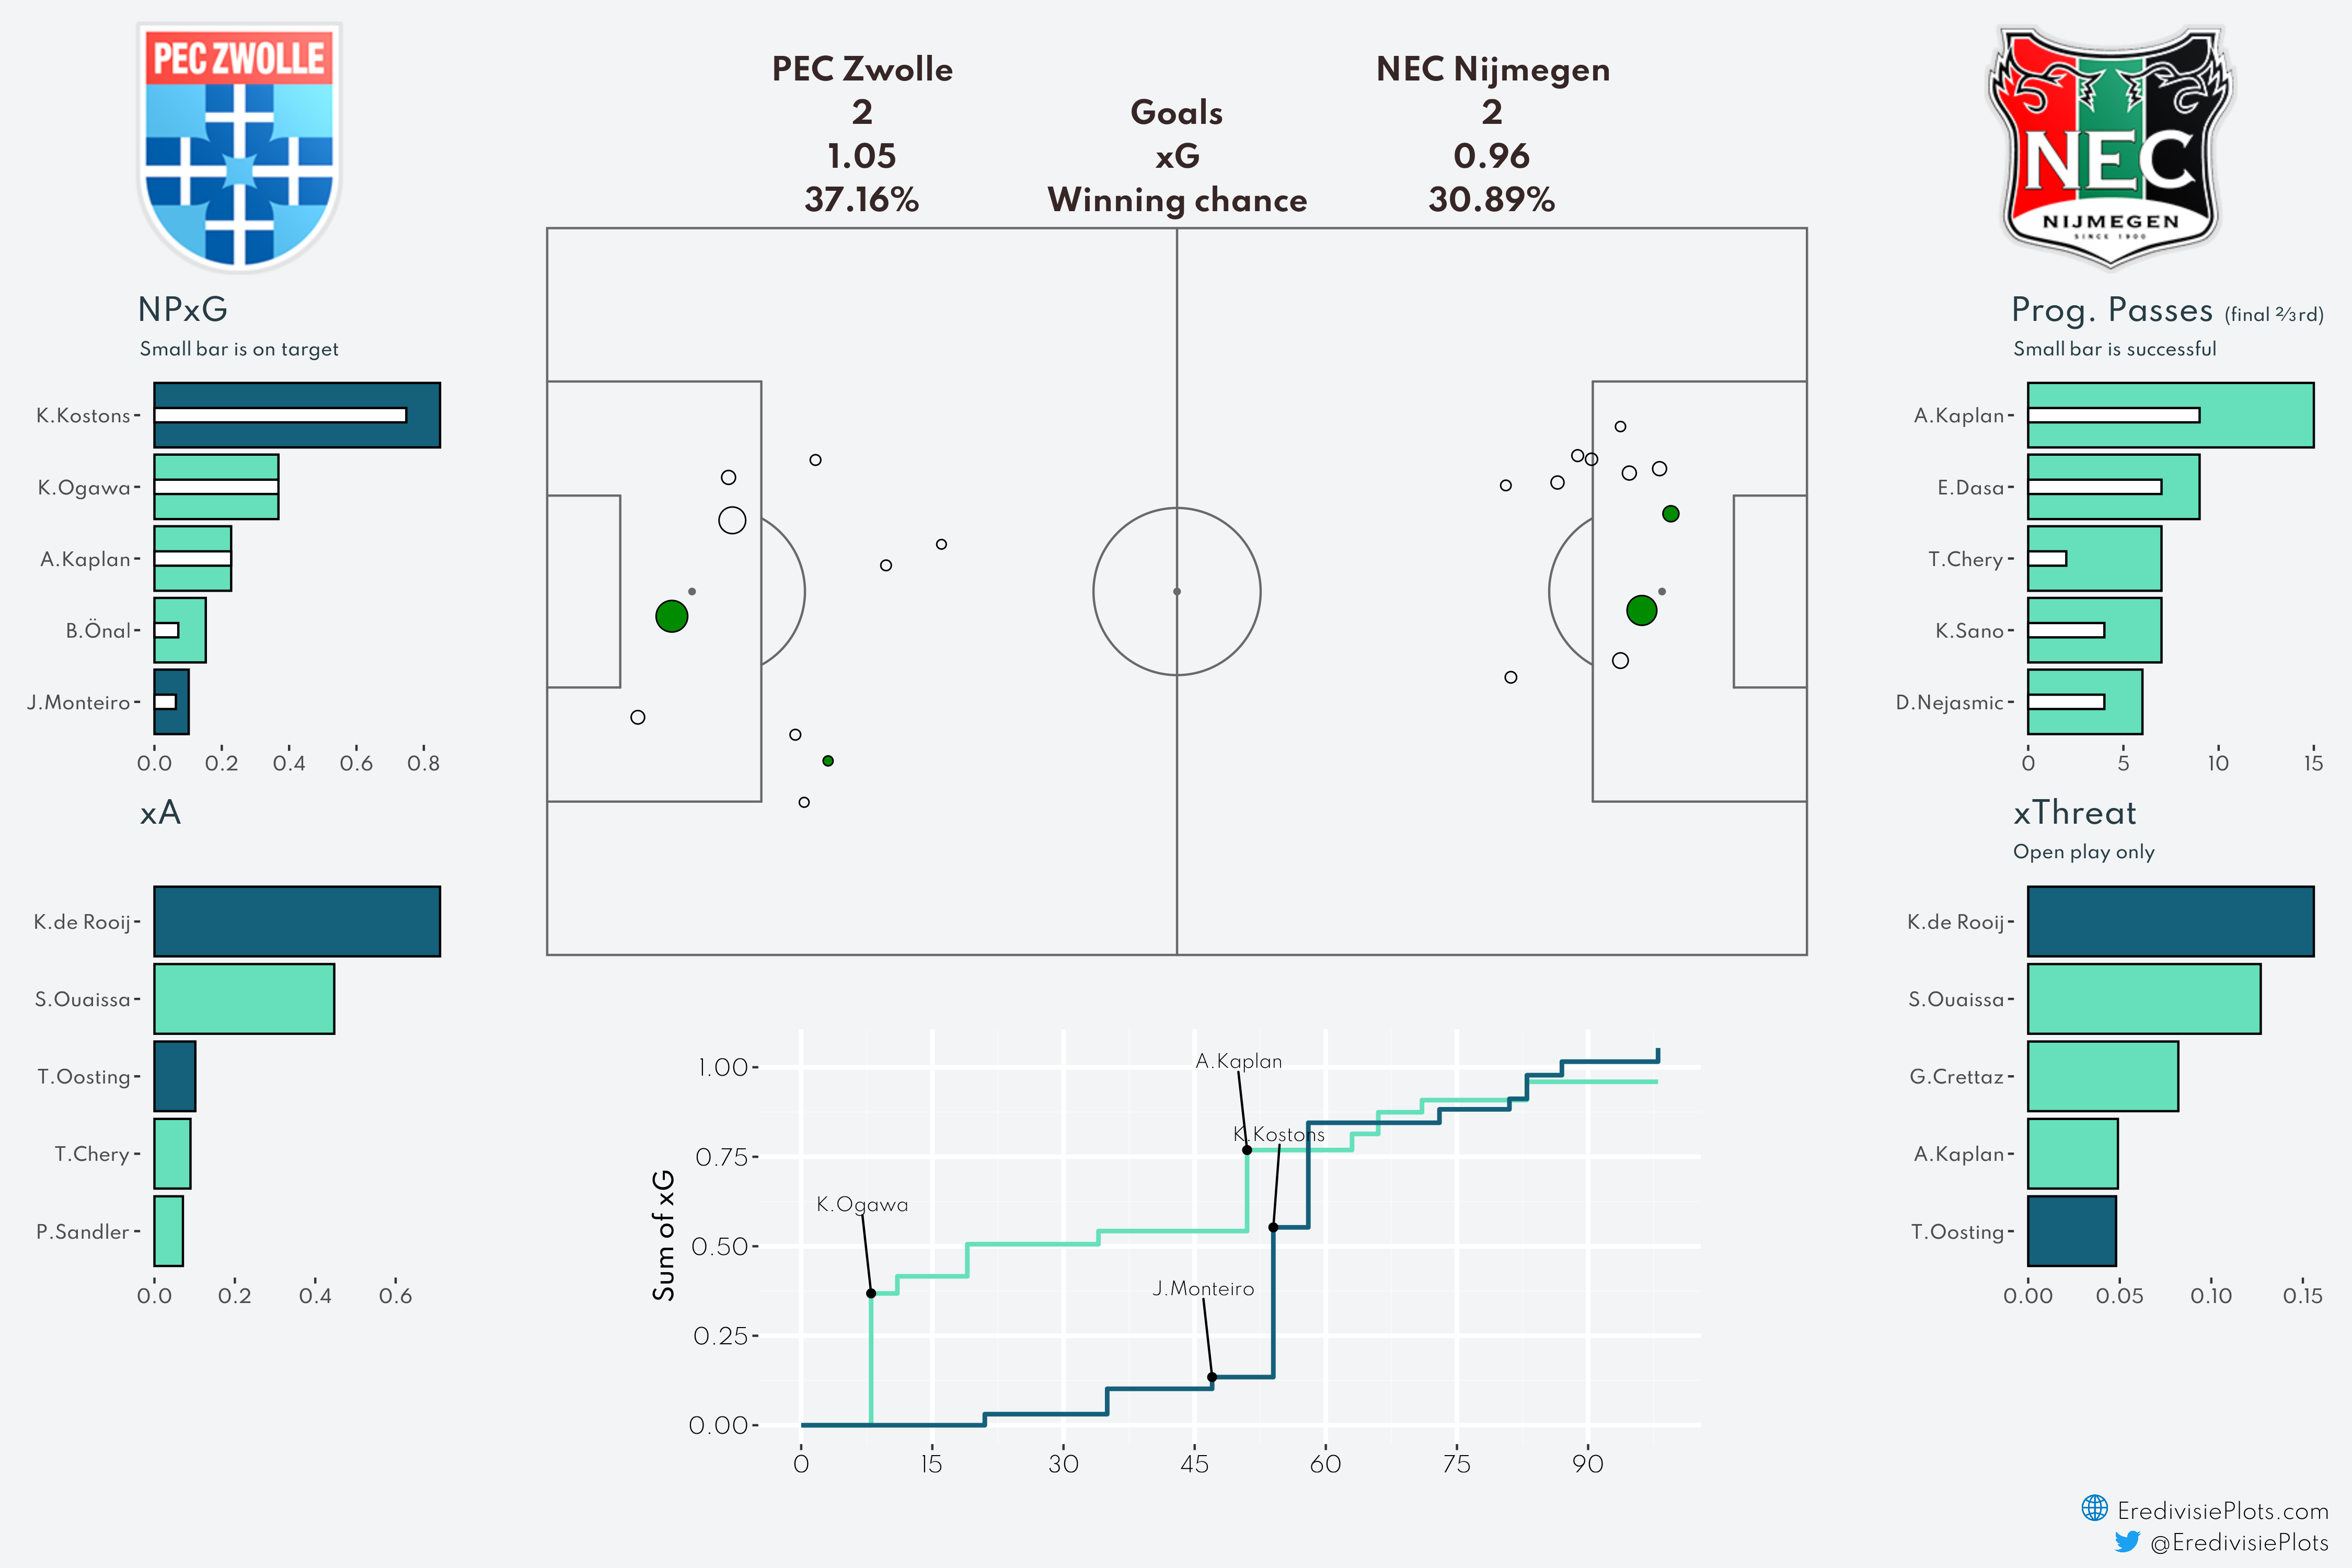 PEC ZWOLLE
PEC Zwolle
NEC Nijmegen
2 Goals 2
1.05 xG 0.96
37.16% Winning chance 30.89%
NEC
NIJMEGEN
SINCE 1900
NPxG
Small bar is on target
K.Kostons
K.Ogawa
A.Kaplan
B.Önal
J.Monteiro
0.0 0.2 0.4 0.6 0.8
xA
K.de Rooij
S.Ouaissa
T.Oosting
T.Chery
P.Sandler
0.0 0.2 0.4 0.6
Prog. Passes (final ⅔rd)
Small bar is successful
A.Kaplan
E.Dasa
T.Chery
K.Sano
D.Nejasmic
0 5 10 15
xThreat
Open play only
K.de Rooij
S.Ouaissa
G.Crettaz
A.Kaplan
T.Oosting
0.00 0.05 0.10 0.15
Sum of xG
1.00
0.75
0.50
0.25
0.00
A.Kaplan
K.Kostons
K.Ogawa
J.Monteiro
0 15 30 45 60 75 90
EredivisiePlots.com
@EredivisiePlots